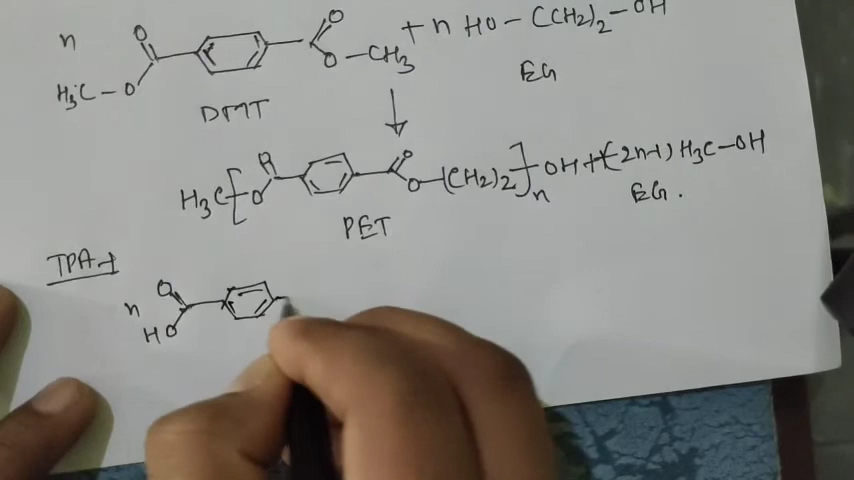 n H₃C-O O O O-CH₃ + n HO-(CH₂)₂-OH
DMT EG
H₃C[O O O O-(CH₂)₂]n OH + (2n-1) H₃C-OH
PET EG.
TPA→
n O HO